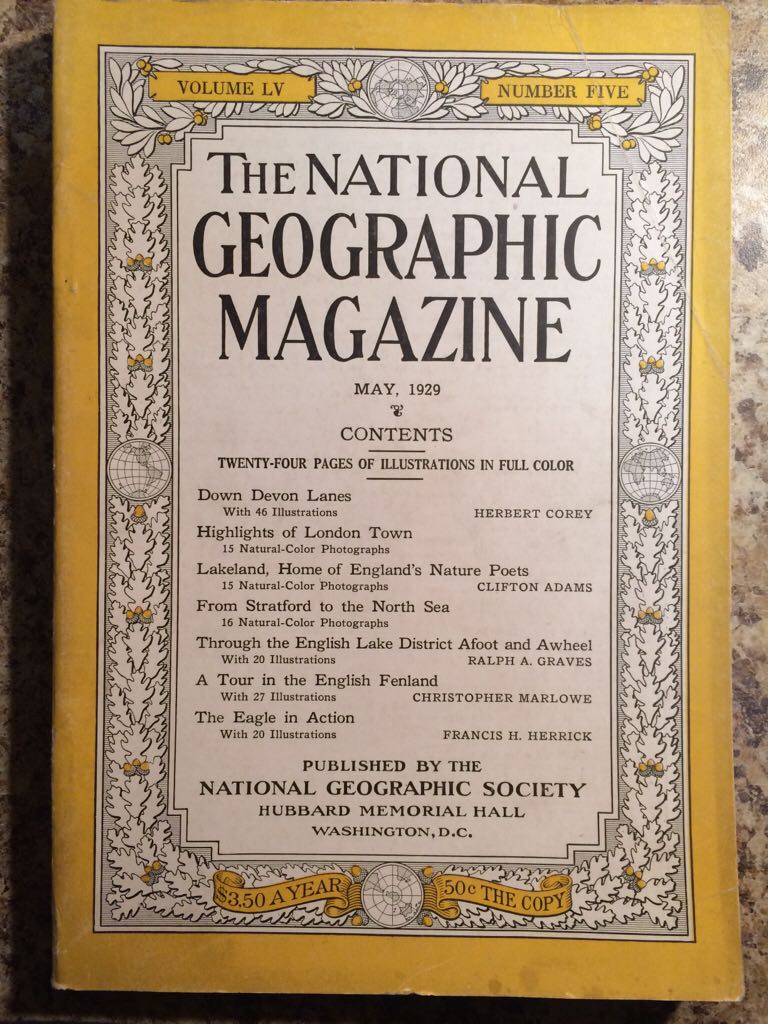 VOLUME LV
NUMBER FIVE
THE NATIONAL
GEOGRAPHIC
MAGAZINE
MAY, 1929
CONTENTS
TWENTY-FOUR PAGES OF ILLUSTRATIONS IN FULL COLOR
Down Devon Lanes
With 46 Illustrations HERBERT COREY
Highlights of London Town
15 Natural-Color Photographs
Lakeland, Home of England's Nature Poets
15 Natural-Color Photographs CLIFTON ADAMS
From Stratford to the North Sea
16 Natural-Color Photographs
Through the English Lake District Afoot and Awheel
With 20 Illustrations RALPH A. GRAVES
A Tour in the English Fenland
With 27 Illustrations CHRISTOPHER MARLOWE
The Eagle in Action
With 20 Illustrations FRANCIS H. HERRICK
PUBLISHED BY THE
NATIONAL GEOGRAPHIC SOCIETY
HUBBARD MEMORIAL HALL
WASHINGTON, D.C.
$3.50 A YEAR
50c THE COPY